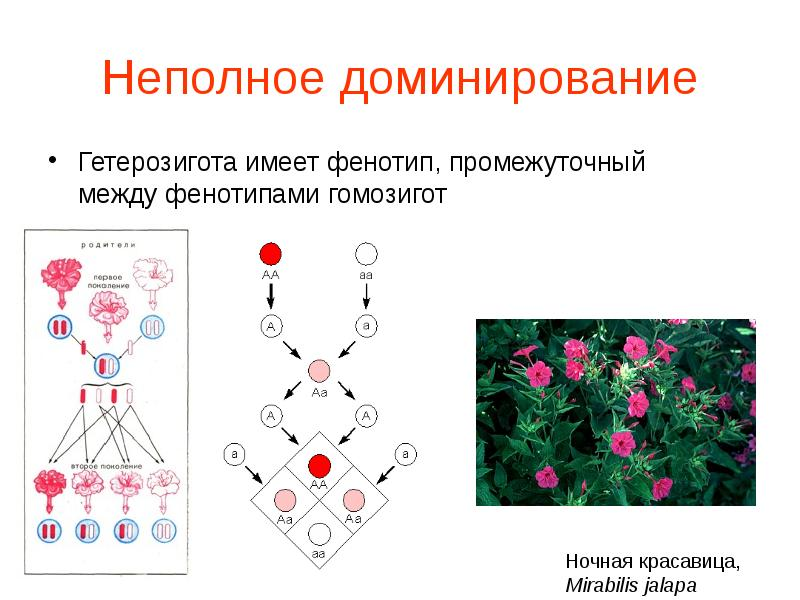 Неполное доминирование
• Гетерозигота имеет фенотип, промежуточный
между фенотипами гомозигот
родители
первое
поколение
второе поколение
AA
aa
A
a
Aa
A
A
a
a
AA
Aa
Aa
aa
Ночная красавица,
Mirabilis jalapa